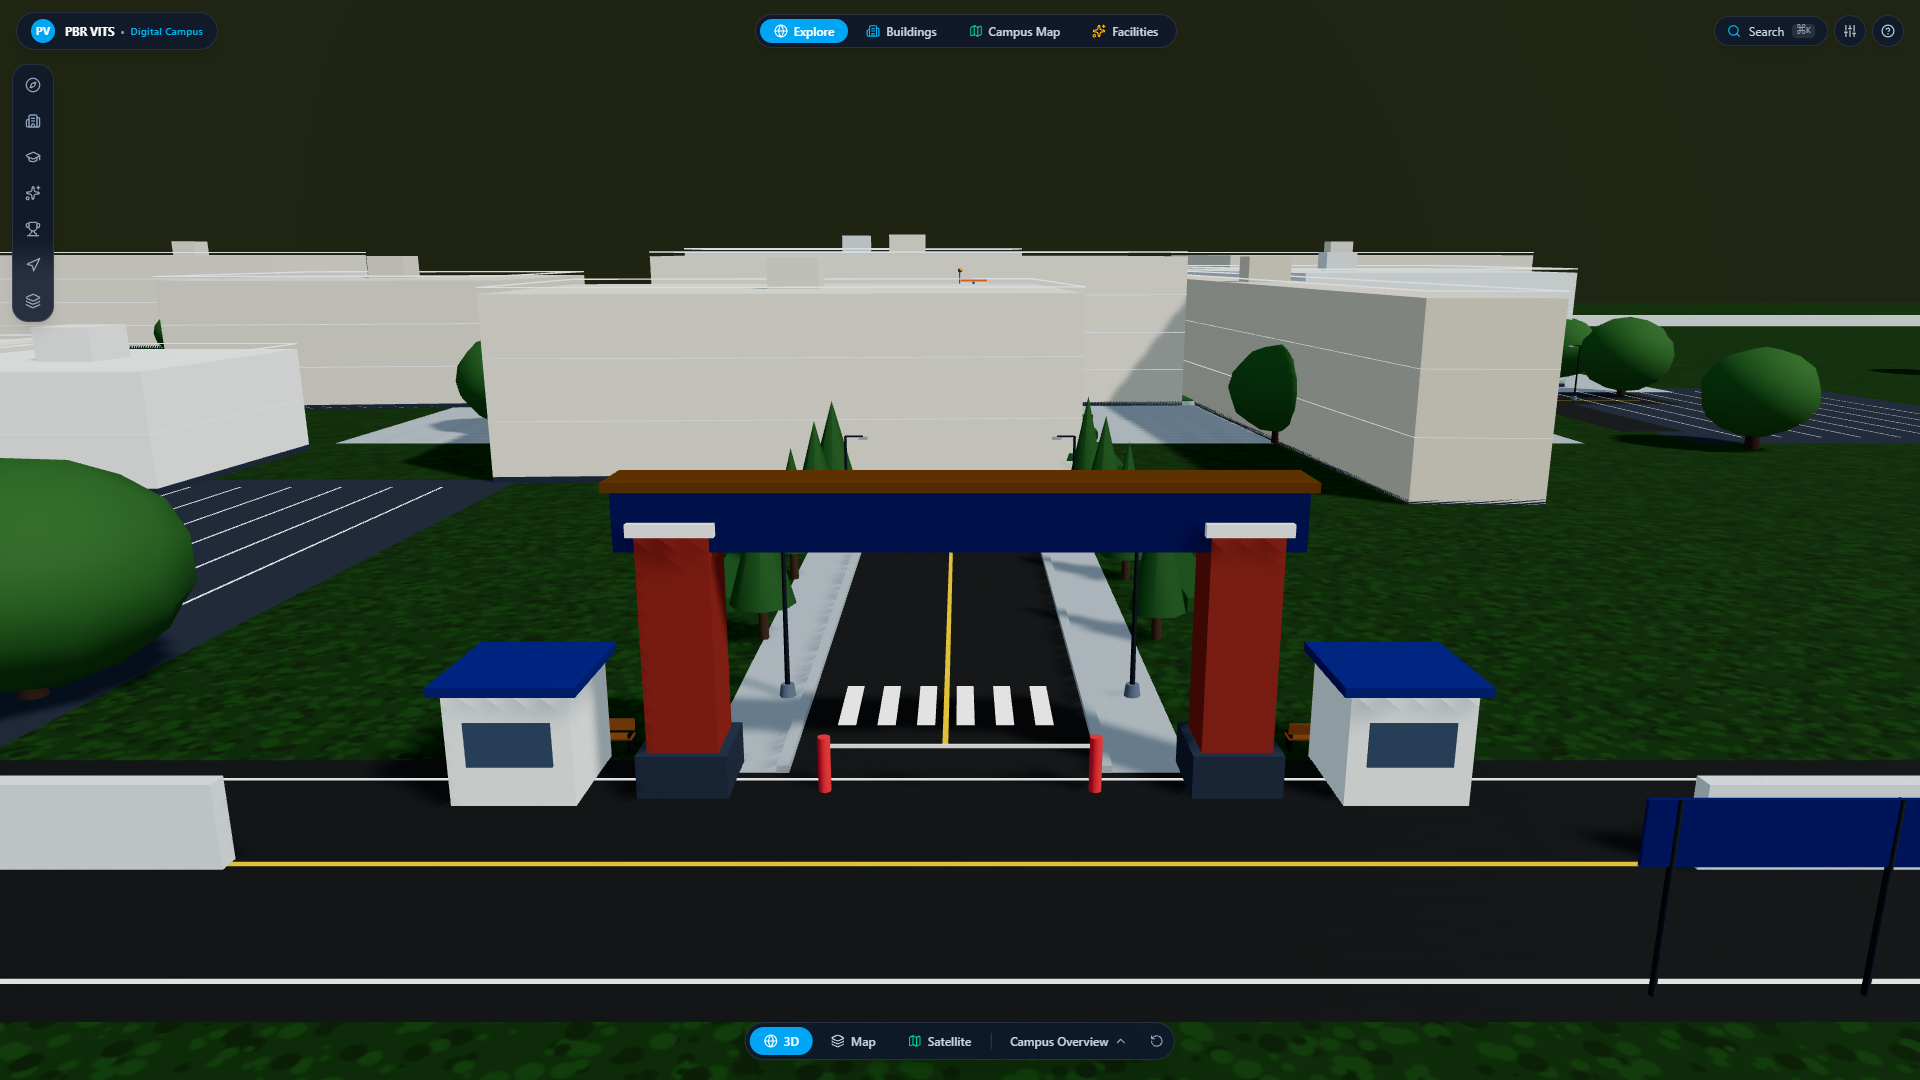 PV PBR VITS • Digital Campus
Explore Buildings Campus Map Facilities
Search ⌘K
3D Map Satellite Campus Overview